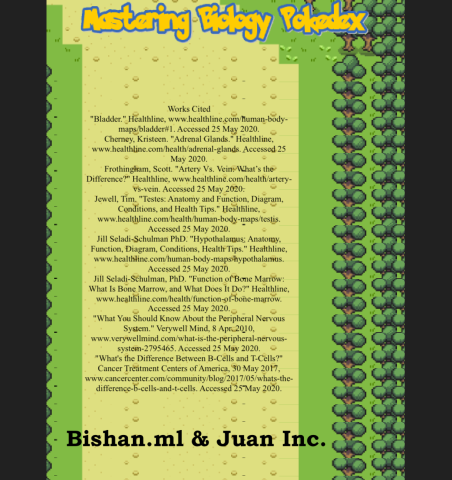 Mastering Biology Pokedex
Works Cited
"Bladder." Healthline, www.healthline.com/human-body-
maps/bladder#1. Accessed 25 May 2020.
Cherney, Kristeen. "Adrenal Glands." Healthline,
www.healthline.com/health/adrenal-glands. Accessed 25
May 2020.
Frothingham, Scott. "Artery Vs. Vein: What's the
Difference?" Healthline, www.healthline.com/health/artery-
vs-vein. Accessed 25 May 2020.
Jewell, Tim. "Testes: Anatomy and Function, Diagram,
Conditions, and Health Tips." Healthline,
www.healthline.com/health/human-body-maps/testis.
Accessed 25 May 2020.
Jill Seladi-Schulman PhD. "Hypothalamus: Anatomy,
Function, Diagram, Conditions, Health Tips." Healthline,
www.healthline.com/human-body-maps/hypothalamus.
Accessed 25 May 2020.
Jill Seladi-Schulman, PhD. "Function of Bone Marrow:
What Is Bone Marrow, and What Does It Do?" Healthline,
www.healthline.com/health/function-of-bone-marrow.
Accessed 25 May 2020.
"What You Should Know About the Peripheral Nervous
System." Verywell Mind, 8 Apr. 2010,
www.verywellmind.com/what-is-the-peripheral-nervous-
system-2795465. Accessed 25 May 2020.
"What's the Difference Between B-Cells and T-Cells?"
Cancer Treatment Centers of America, 30 May 2017,
www.cancercenter.com/community/blog/2017/05/whats-the-
difference-b-cells-and-t-cells. Accessed 25 May 2020.
Bishan.ml & Juan Inc.